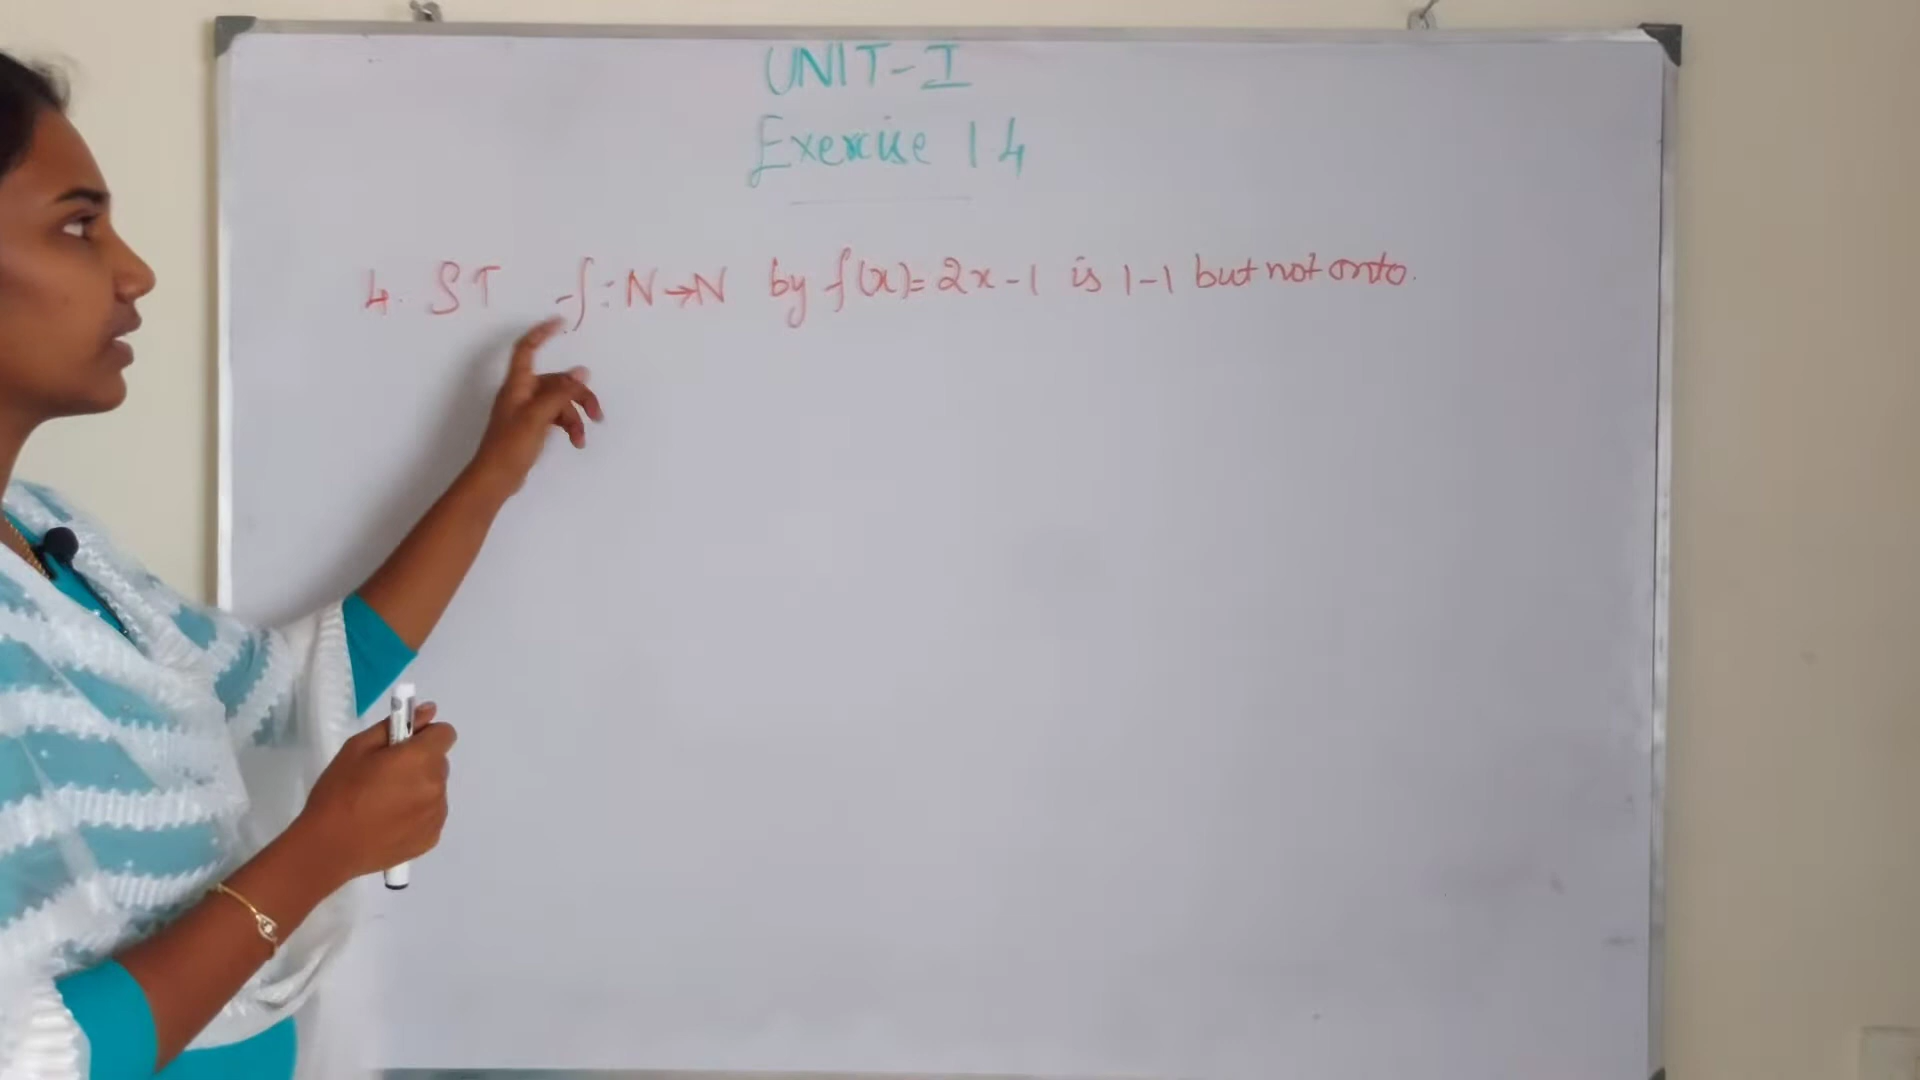 UNIT-I
Exercise 1 4
4. ST f:N→N by f(x)=2x-1 is 1-1 but not onto.